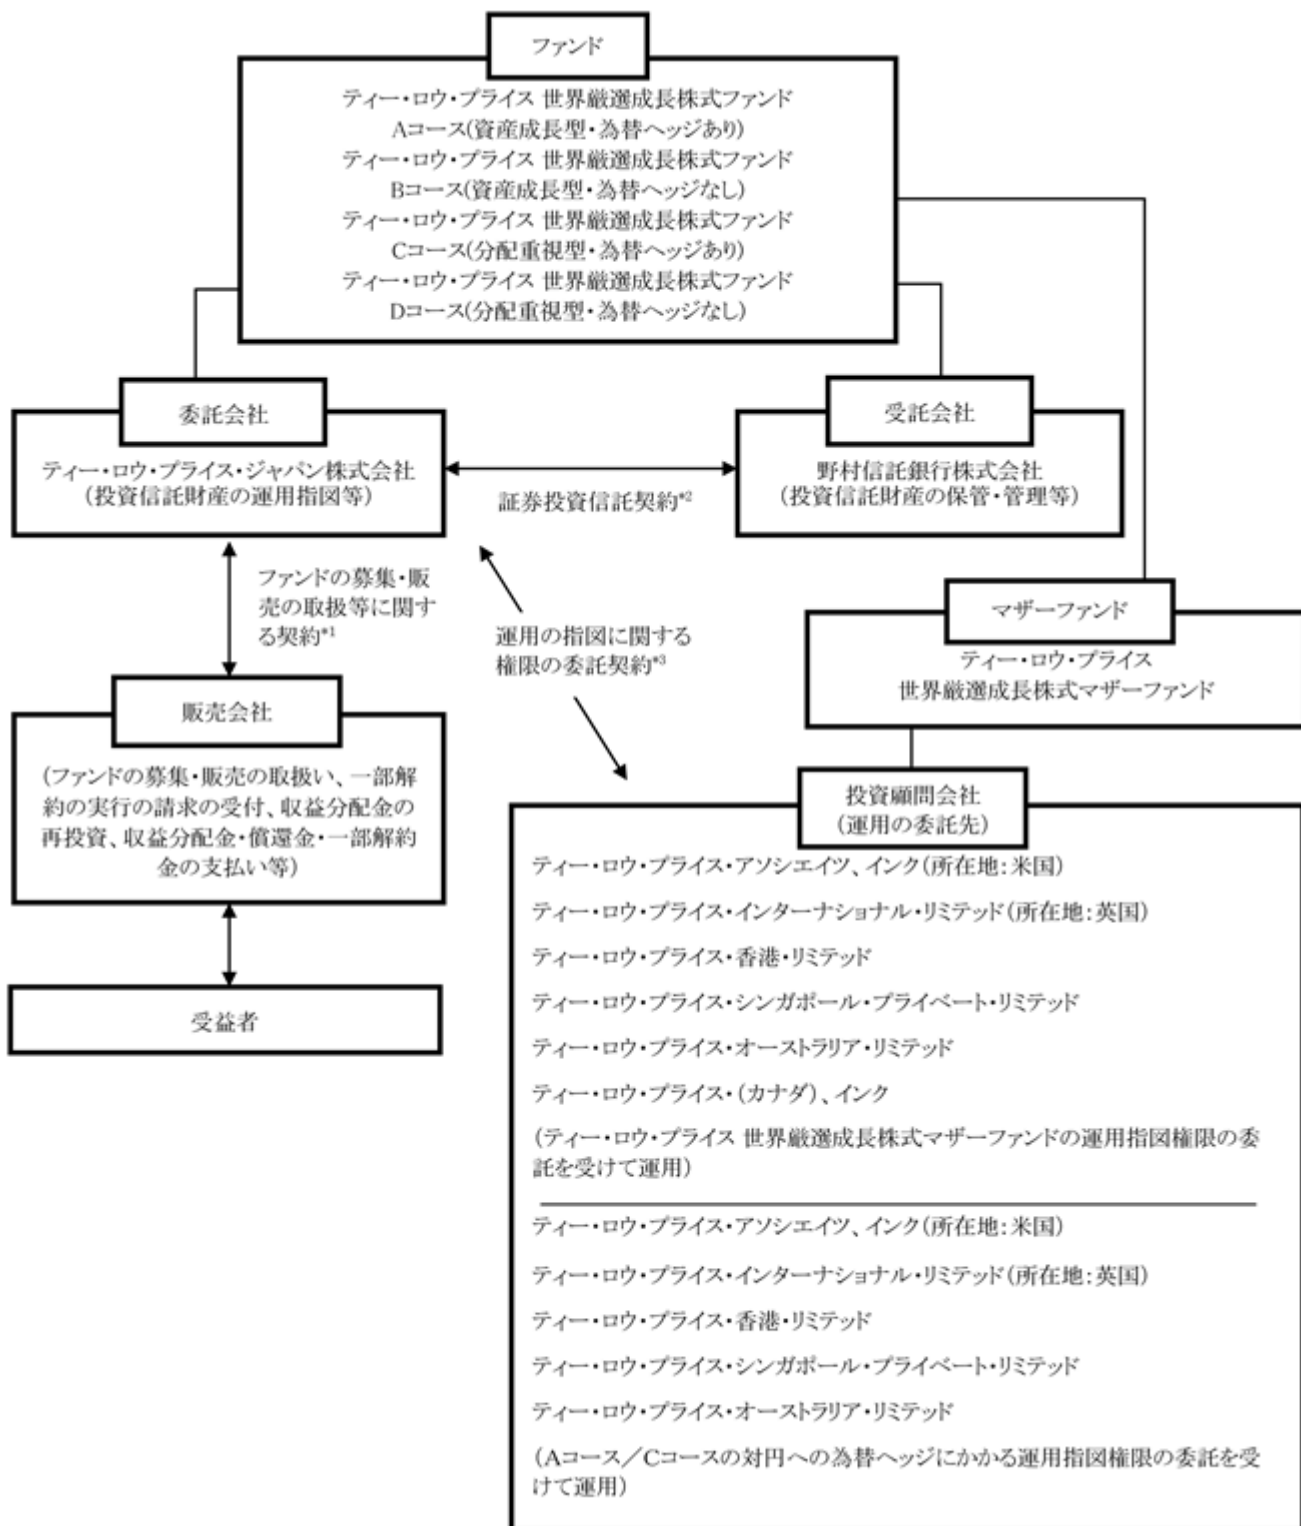 ファンド
ティー・ロウ・プライス 世界厳選成長株式ファンド
Aコース(資産成長型・為替ヘッジあり)
ティー・ロウ・プライス 世界厳選成長株式ファンド
Bコース(資産成長型・為替ヘッジなし)
ティー・ロウ・プライス 世界厳選成長株式ファンド
Cコース(分配重視型・為替ヘッジあり)
ティー・ロウ・プライス 世界厳選成長株式ファンド
Dコース(分配重視型・為替ヘッジなし)
委託会社
ティー・ロウ・プライス・ジャパン株式会社
(投資信託財産の運用指図等)
証券投資信託契約*2
受託会社
野村信託銀行株式会社
(投資信託財産の保管・管理等)
ファンドの募集・販
売の取扱等に関す
る契約*1
運用の指図に関する
権限の委託契約*3
マザーファンド
ティー・ロウ・プライス
世界厳選成長株式マザーファンド
販売会社
(ファンドの募集・販売の取扱い、一部解
約の実行の請求の受付、収益分配金の
再投資、収益分配金・償還金・一部解約
金の支払い等)
受益者
投資顧問会社
(運用の委託先)
ティー・ロウ・プライス・アソシエイツ、インク(所在地:米国)
ティー・ロウ・プライス・インターナショナル・リミテッド(所在地:英国)
ティー・ロウ・プライス・香港・リミテッド
ティー・ロウ・プライス・シンガポール・プライベート・リミテッド
ティー・ロウ・プライス・オーストラリア・リミテッド
ティー・ロウ・プライス・(カナダ)、インク
(ティー・ロウ・プライス 世界厳選成長株式マザーファンドの運用指図権限の委
託を受けて運用)
ティー・ロウ・プライス・アソシエイツ、インク(所在地:米国)
ティー・ロウ・プライス・インターナショナル・リミテッド(所在地:英国)
ティー・ロウ・プライス・香港・リミテッド
ティー・ロウ・プライス・シンガポール・プライベート・リミテッド
ティー・ロウ・プライス・オーストラリア・リミテッド
(Aコース/Cコースの対円への為替ヘッジにかかる運用指図権限の委託を受
けて運用)